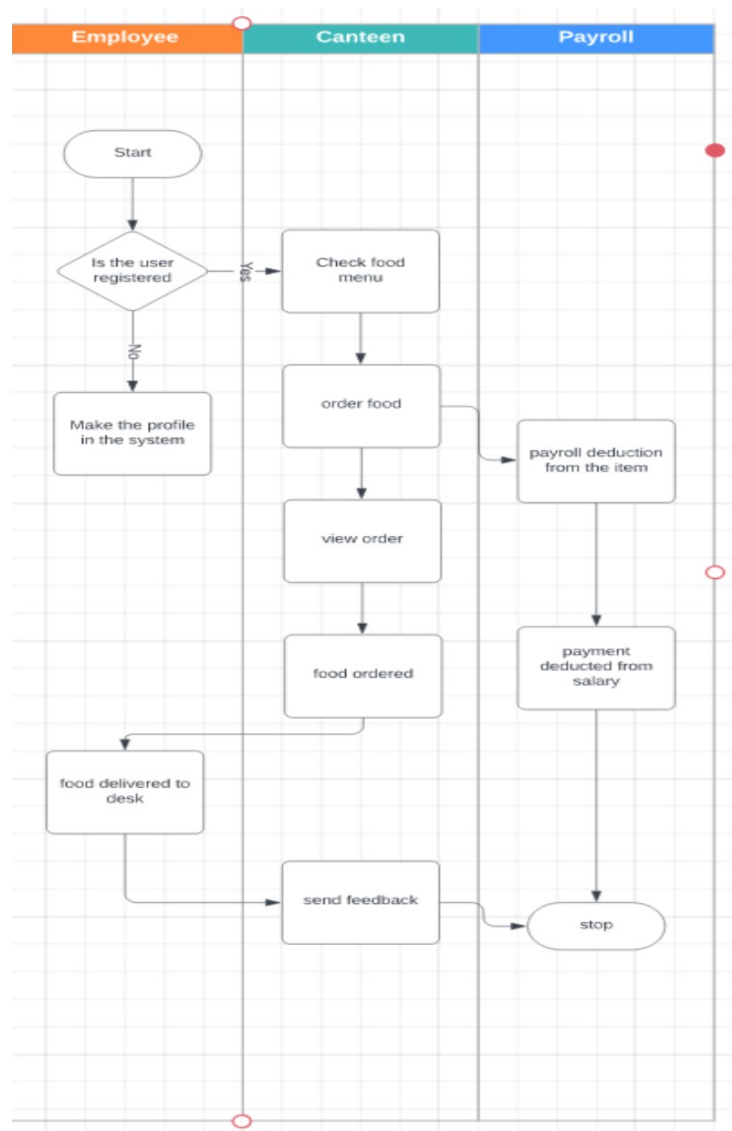 Employee
Canteen
Payroll
Start
Is the user
registered
Yes
Check food
menu
No
Make the profile
in the system
order food
payroll deduction
from the item
view order
food ordered
payment
deducted from
salary
food delivered to
desk
send feedback
stop